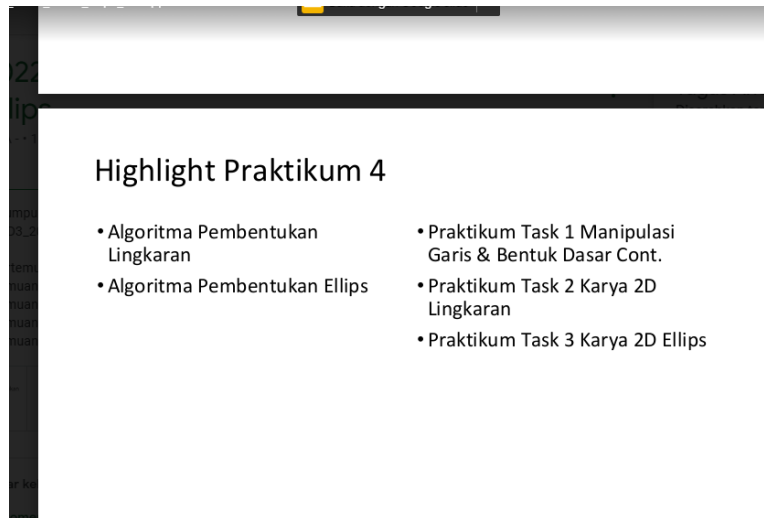 Highlight Praktikum 4
• Algoritma Pembentukan
Lingkaran
• Algoritma Pembentukan Ellips
• Praktikum Task 1 Manipulasi
Garis & Bentuk Dasar Cont.
• Praktikum Task 2 Karya 2D
Lingkaran
• Praktikum Task 3 Karya 2D Ellips